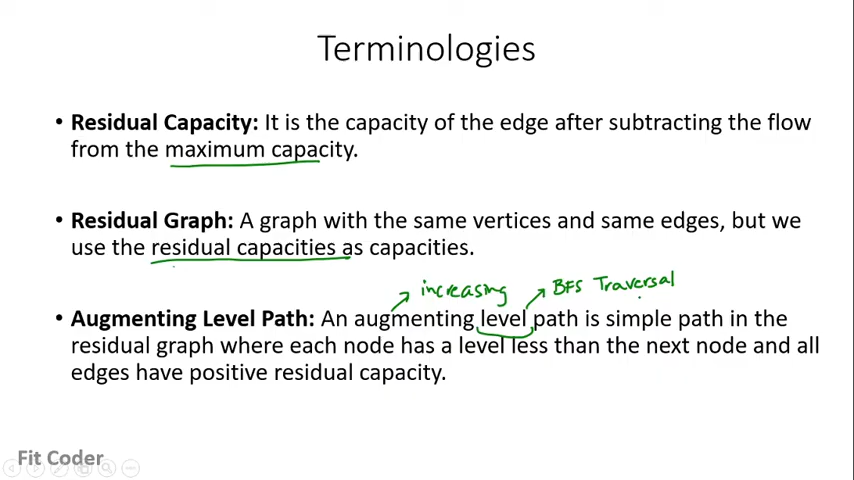 Terminologies
• Residual Capacity: It is the capacity of the edge after subtracting the flow
from the maximum capacity.
• Residual Graph: A graph with the same vertices and same edges, but we
use the residual capacities as capacities.
increasing BFS Traversal
• Augmenting Level Path: An augmenting level path is simple path in the
residual graph where each node has a level less than the next node and all
edges have positive residual capacity.
Fit Coder